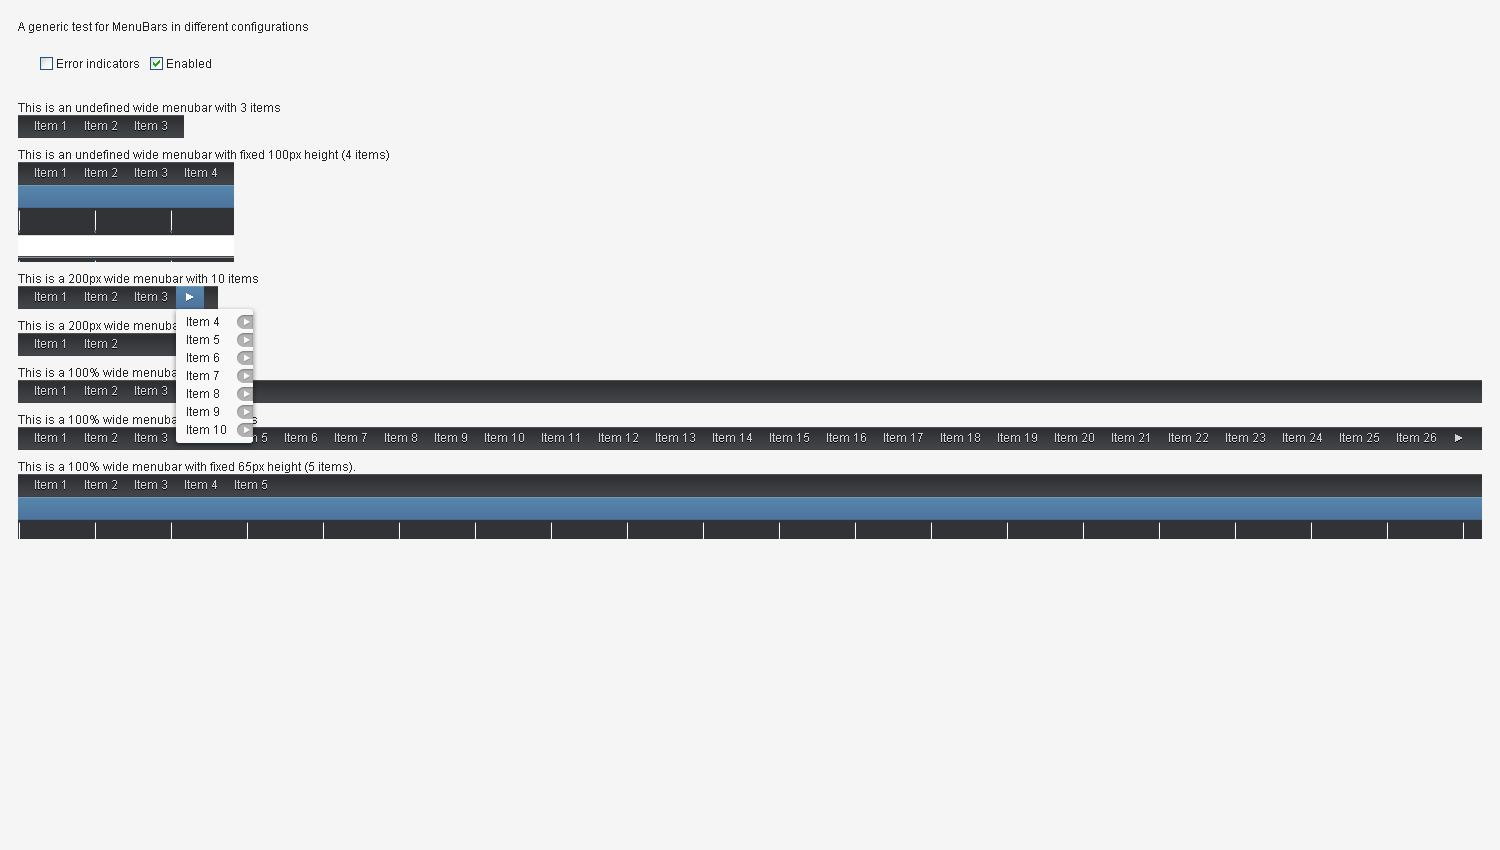 A generic test for MenuBars in different configurations
Error indicators Enabled
This is an undefined wide menubar with 3 items
Item 1 Item 2 Item 3
This is an undefined wide menubar with fixed 100px height (4 items)
Item 1 Item 2 Item 3 Item 4
This is a 200px wide menubar with 10 items
Item 1 Item 2 Item 3
Item 4
Item 5
Item 6
Item 7
Item 8
Item 9
Item 10
This is a 200px wide
Item 1 Item 2
This is a 100% wide
Item 1 Item 2 Item 3
This is a 100% wide
Item 1 Item 2 Item 3 5 Item 6 Item 7 Item 8 Item 9 Item 10 Item 11 Item 12 Item 13 Item 14 Item 15 Item 16 Item 17 Item 18 Item 19 Item 20 Item 21 Item 22 Item 23 Item 24 Item 25 Item 26
This is a 100% wide menubar with fixed 65px height (5 items).
Item 1 Item 2 Item 3 Item 4 Item 5